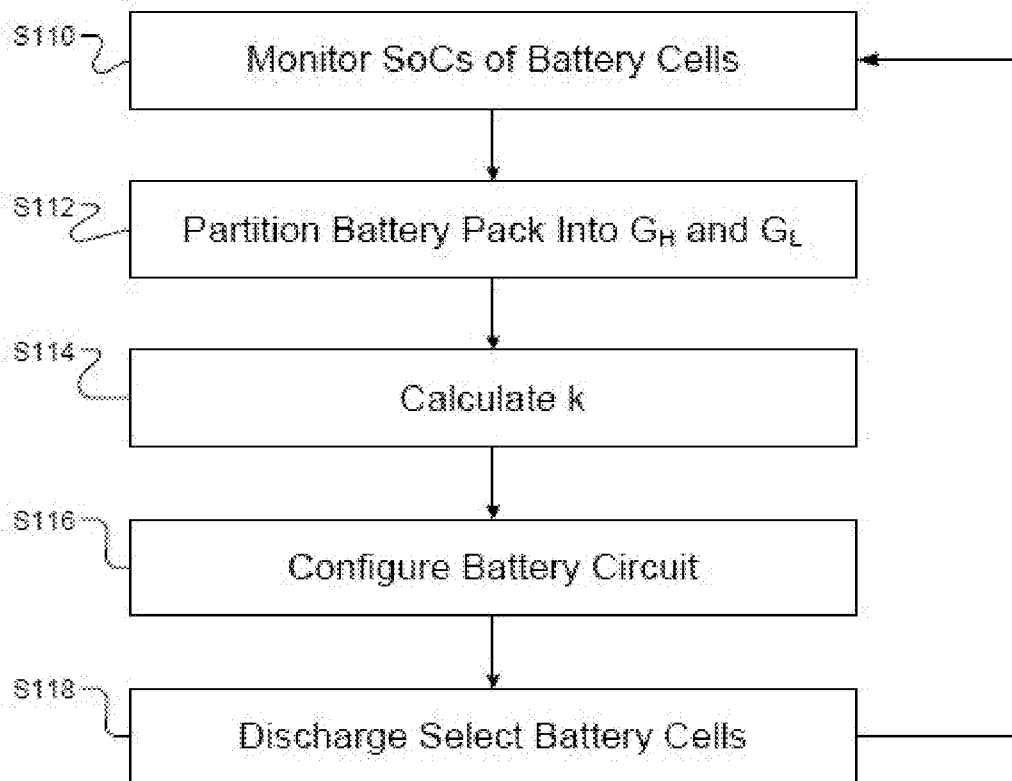 S110
Monitor SoCs of Battery Cells
S112
Partition Battery Pack Into GH and GL
S114
Calculate k
S116
Configure Battery Circuit
S118
Discharge Select Battery Cells